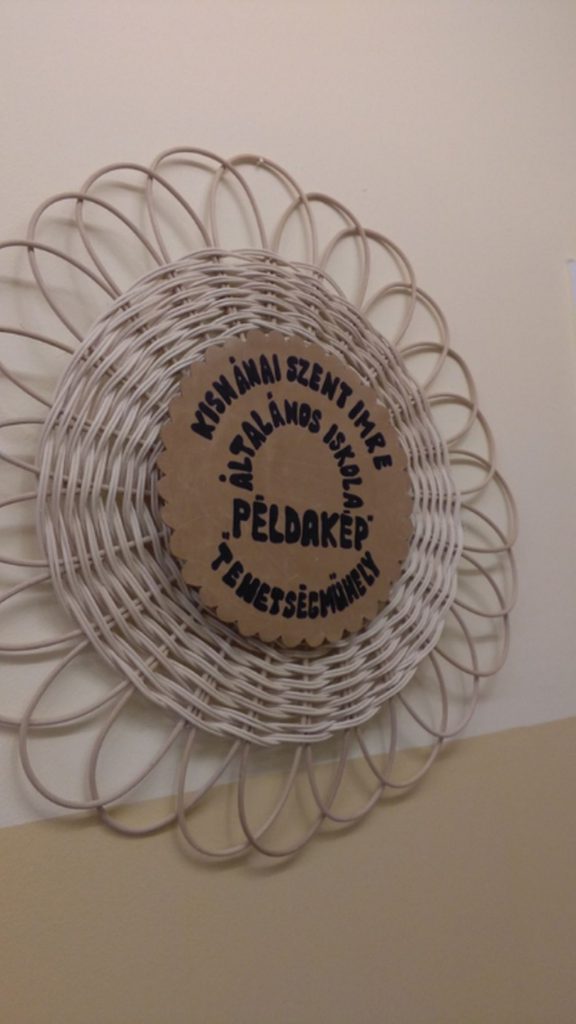 KISNÁNAI SZENT IMRE
ÁLTALÁNOS ISKOLA
"PÉLDAKÉP"
TEHETSÉGMŰHELY